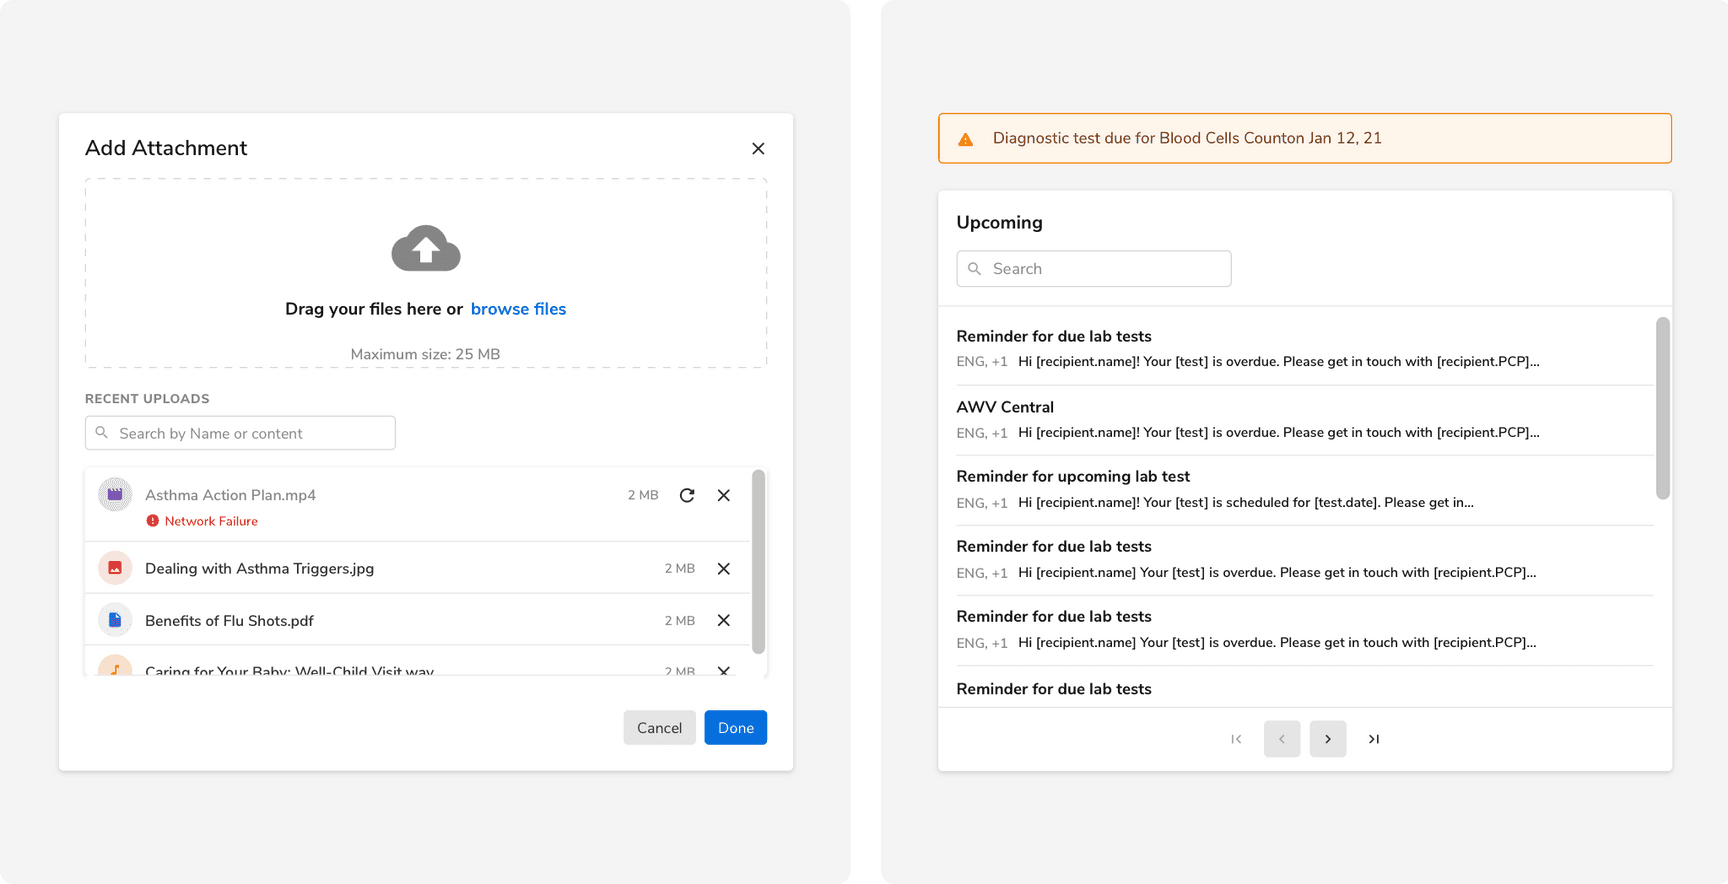 Add Attachment
Drag your files here or browse files
Maximum size: 25 MB
RECENT UPLOADS
Search by Name or content
Asthma Action Plan.mp4 2 MB
Network Failure
Dealing with Asthma Triggers.jpg 2 MB
Benefits of Flu Shots.pdf 2 MB
Caring for Your Baby: Well-Child Visit.wav 2 MB
Cancel Done
Diagnostic test due for Blood Cells Counton Jan 12, 21
Upcoming
Search
Reminder for due lab tests
ENG, +1 Hi [recipient.name]! Your [test] is overdue. Please get in touch with [recipient.PCP]...
AWV Central
ENG, +1 Hi [recipient.name]! Your [test] is overdue. Please get in touch with [recipient.PCP]...
Reminder for upcoming lab test
ENG, +1 Hi [recipient.name]! Your [test] is scheduled for [test.date]. Please get in...
Reminder for due lab tests
ENG, +1 Hi [recipient.name] Your [test] is overdue. Please get in touch with [recipient.PCP]...
Reminder for due lab tests
ENG, +1 Hi [recipient.name] Your [test] is overdue. Please get in touch with [recipient.PCP]...
Reminder for due lab tests